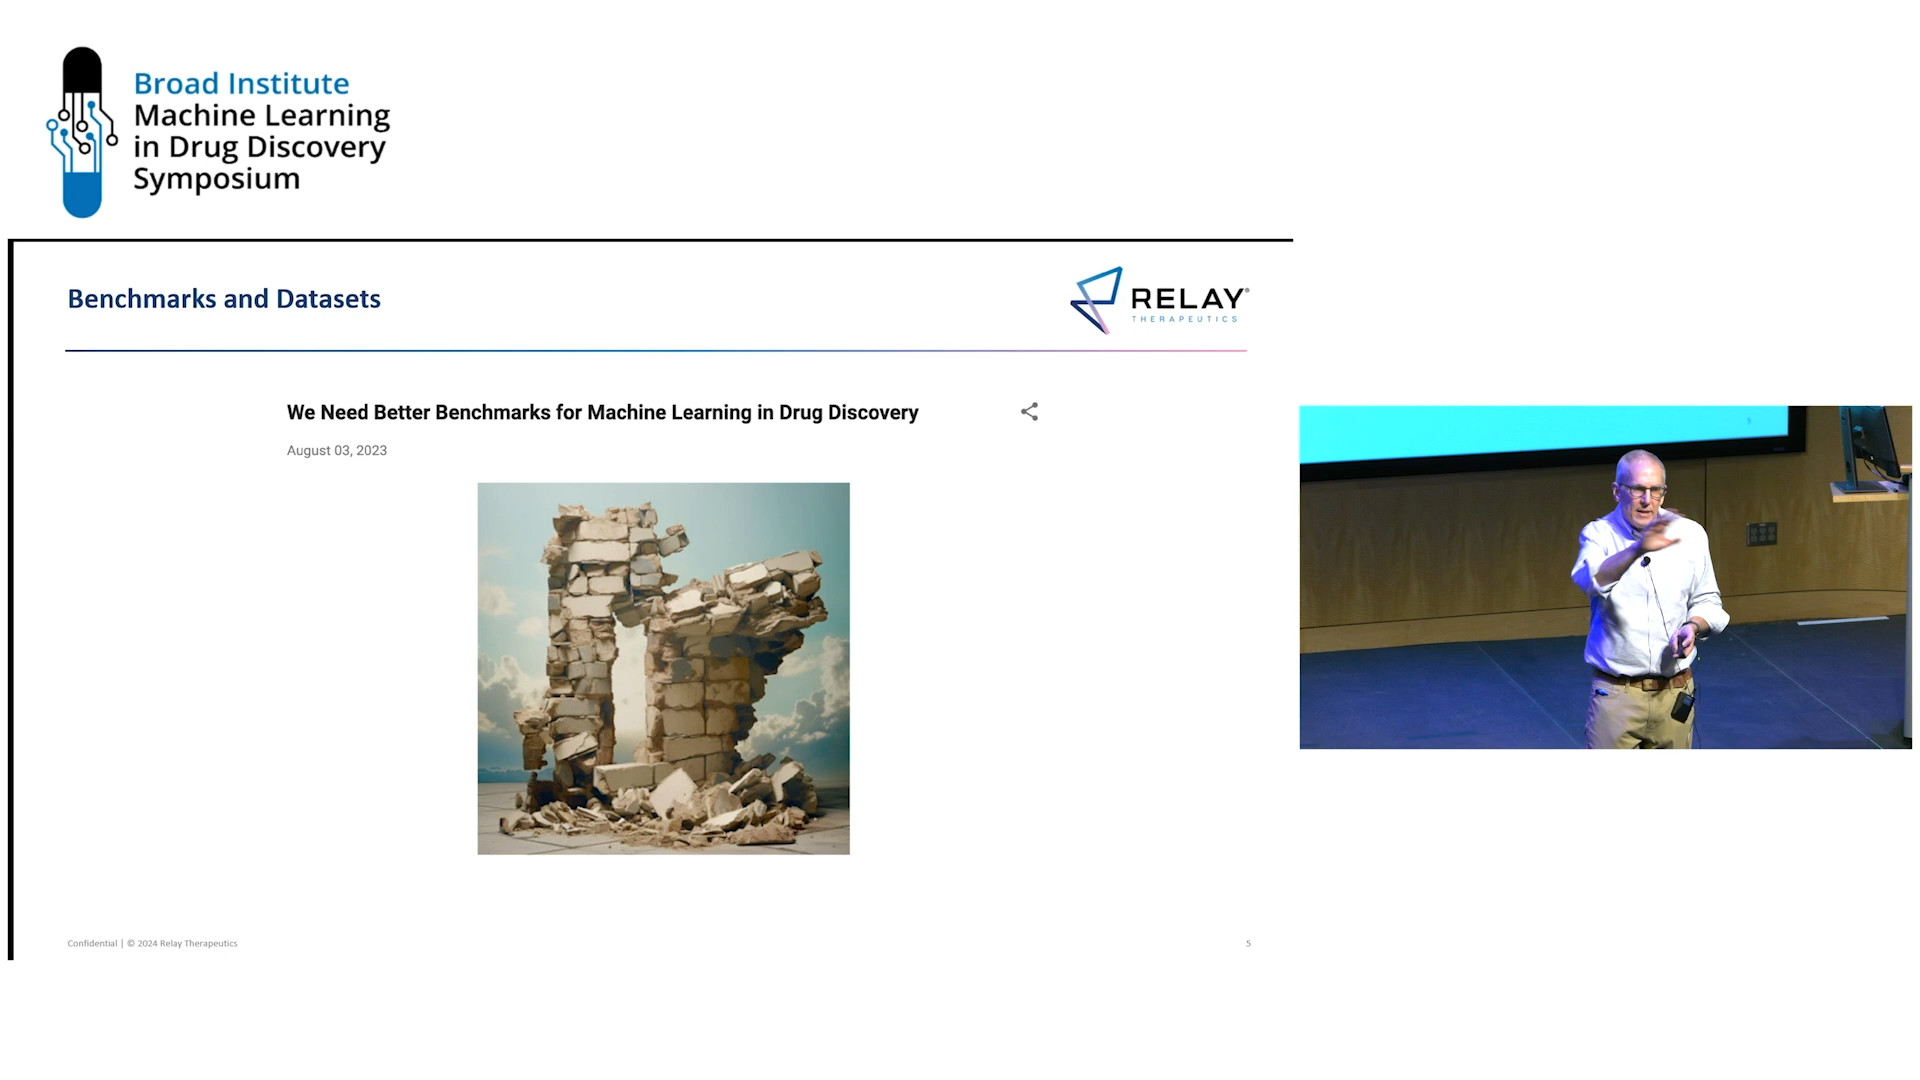 Broad Institute
Machine Learning
in Drug Discovery
Symposium
Benchmarks and Datasets
RELAY
THERAPEUTICS
We Need Better Benchmarks for Machine Learning in Drug Discovery
August 03, 2023
Confidential | © 2024 Relay Therapeutics
5